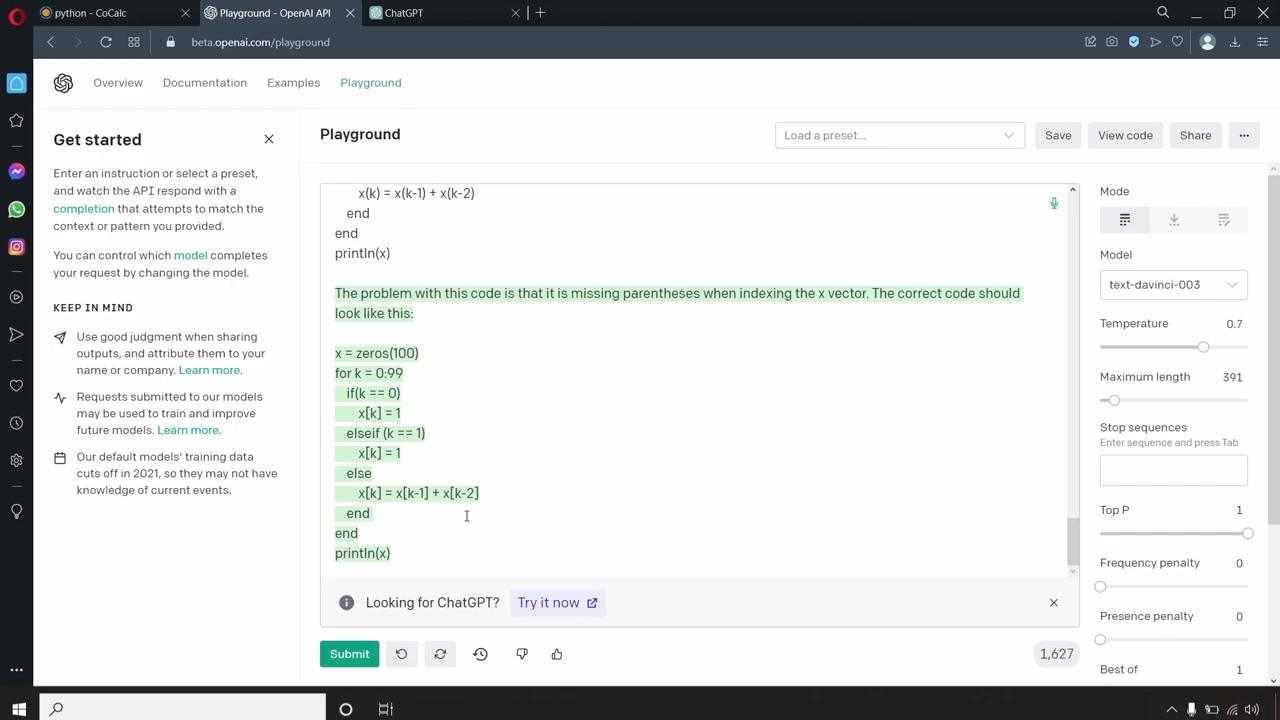 python - CoCalc
Playground - OpenAI API
ChatGPT
beta.openai.com/playground
Overview
Documentation
Examples
Playground
Get started
Enter an instruction or select a preset,
and watch the API respond with a
completion that attempts to match the
context or pattern you provided.
You can control which model completes
your request by changing the model.
KEEP IN MIND
Use good judgment when sharing
outputs, and attribute them to your
name or company. Learn more.
Requests submitted to our models
may be used to train and improve
future models. Learn more.
Our default models' training data
cuts off in 2021, so they may not have
knowledge of current events.
Playground
Load a preset...
Save
View code
Share
x(k) = x(k-1) + x(k-2)
end
end
println(x)
The problem with this code is that it is missing parentheses when indexing the x vector. The correct code should
look like this:
x = zeros(100)
for k = 0:99
if(k == 0)
x[k] = 1
elseif (k == 1)
x[k] = 1
else
x[k] = x[k-1] + x[k-2]
end
end
println(x)
Looking for ChatGPT? Try it now
Submit
1,627
Mode
Model
text-davinci-003
Temperature 0.7
Maximum length 391
Stop sequences
Enter sequence and press Tab
Top P 1
Frequency penalty 0
Presence penalty 0
Best of 1